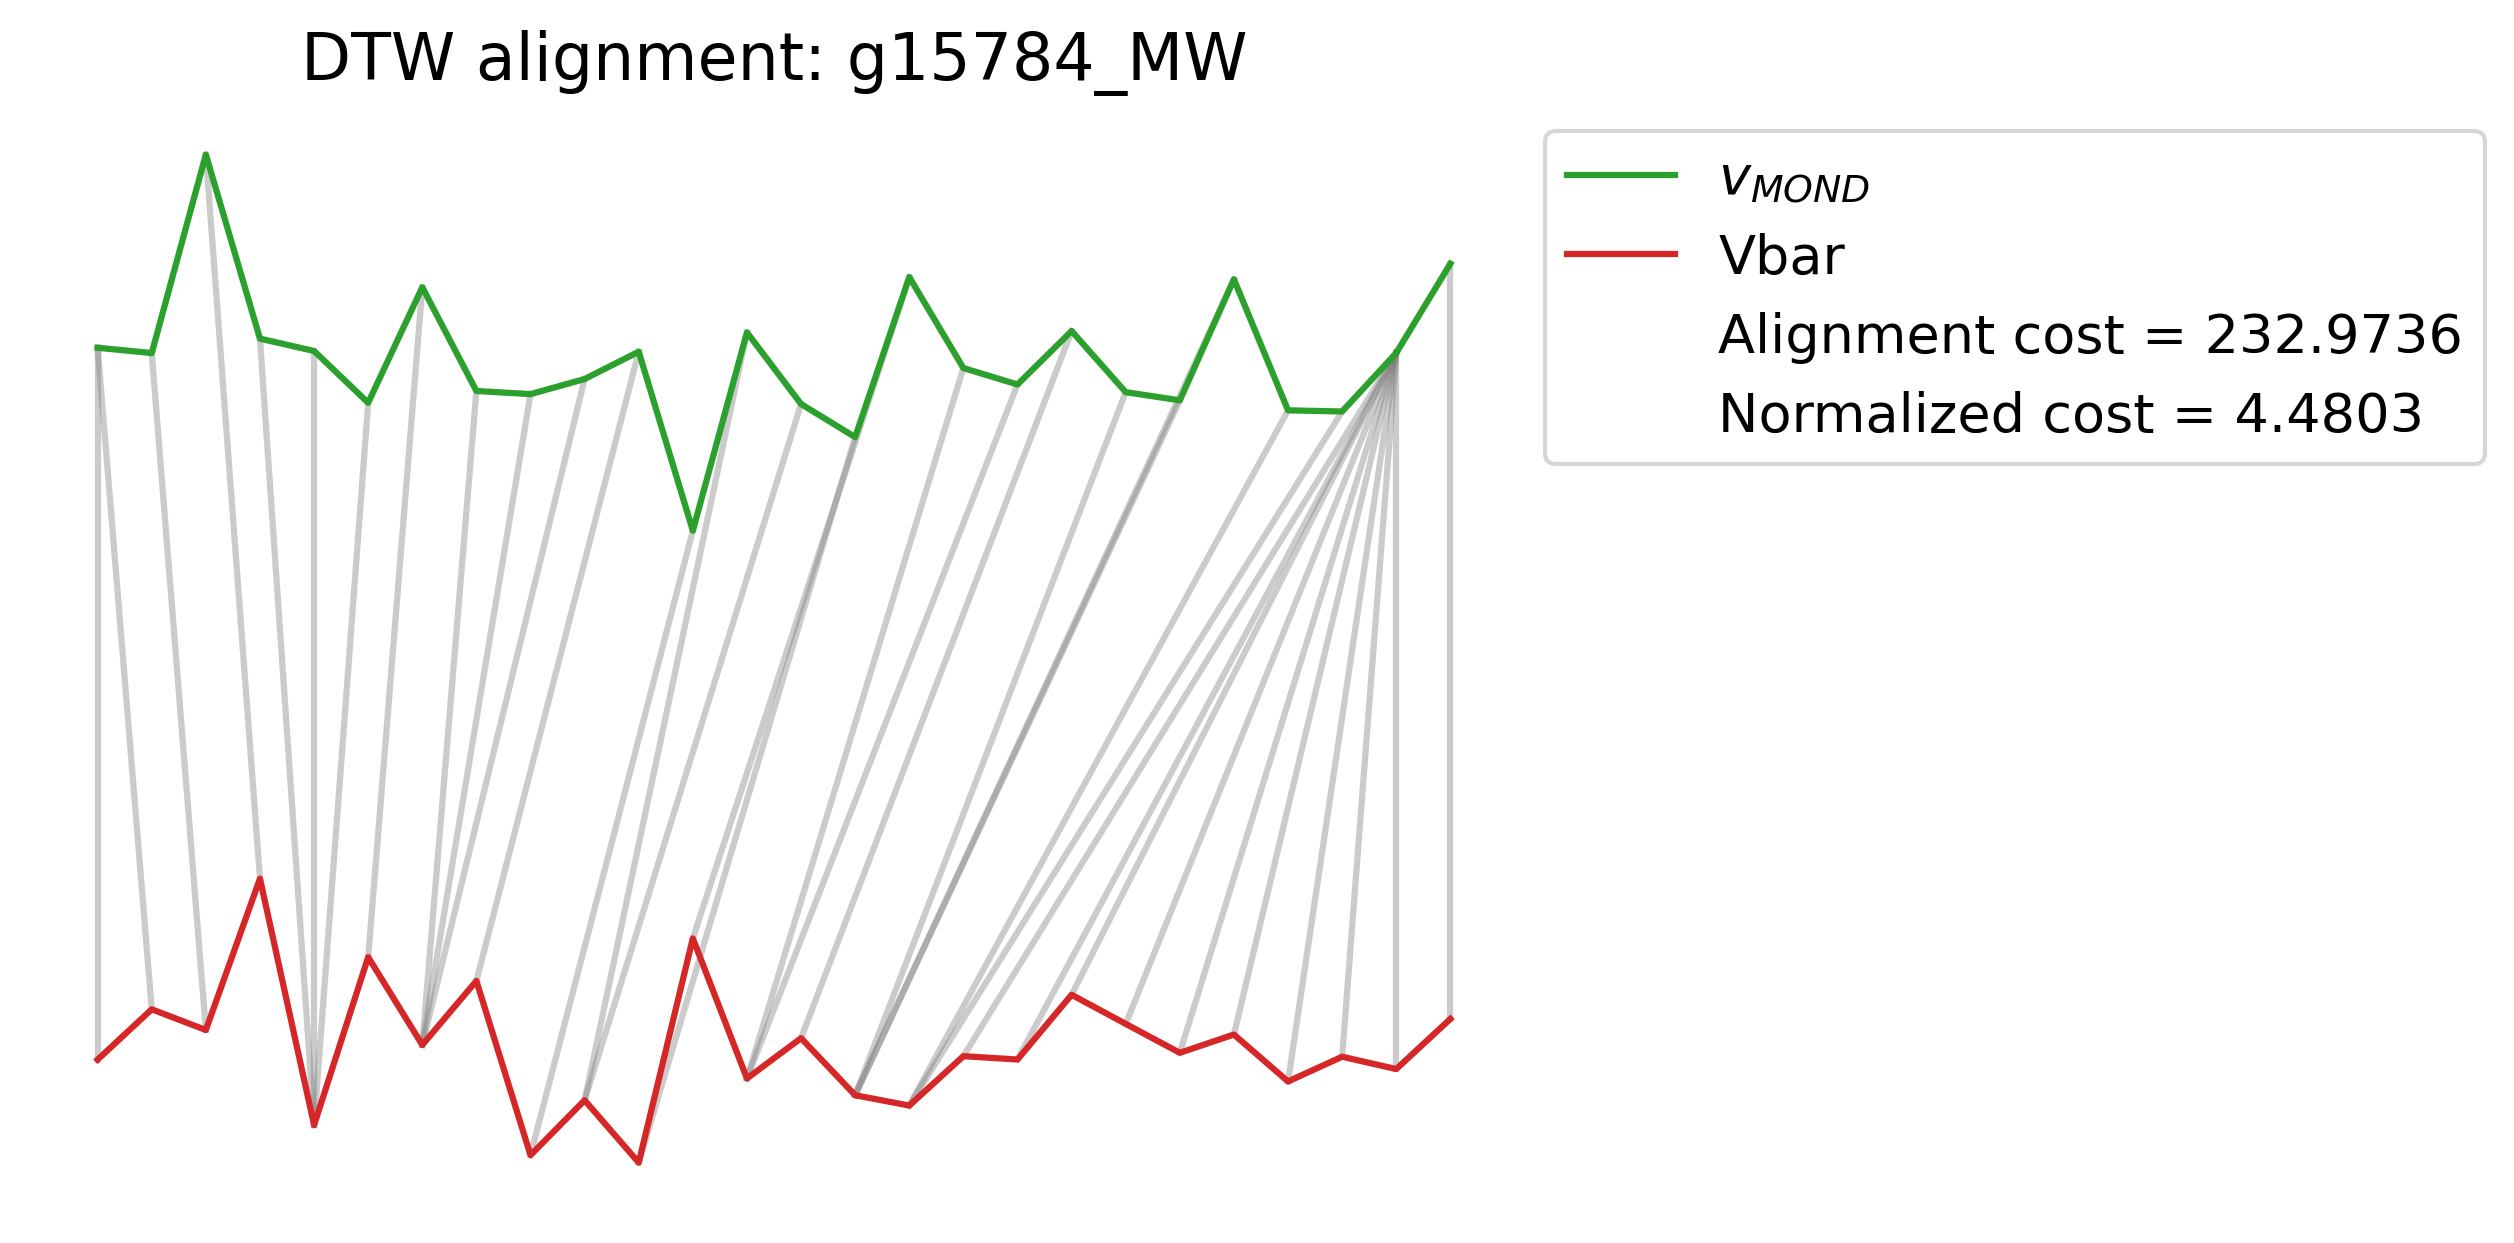 DTW alignment: g15784_MW
v_MOND
Vbar
Alignment cost = 232.9736
Normalized cost = 4.4803